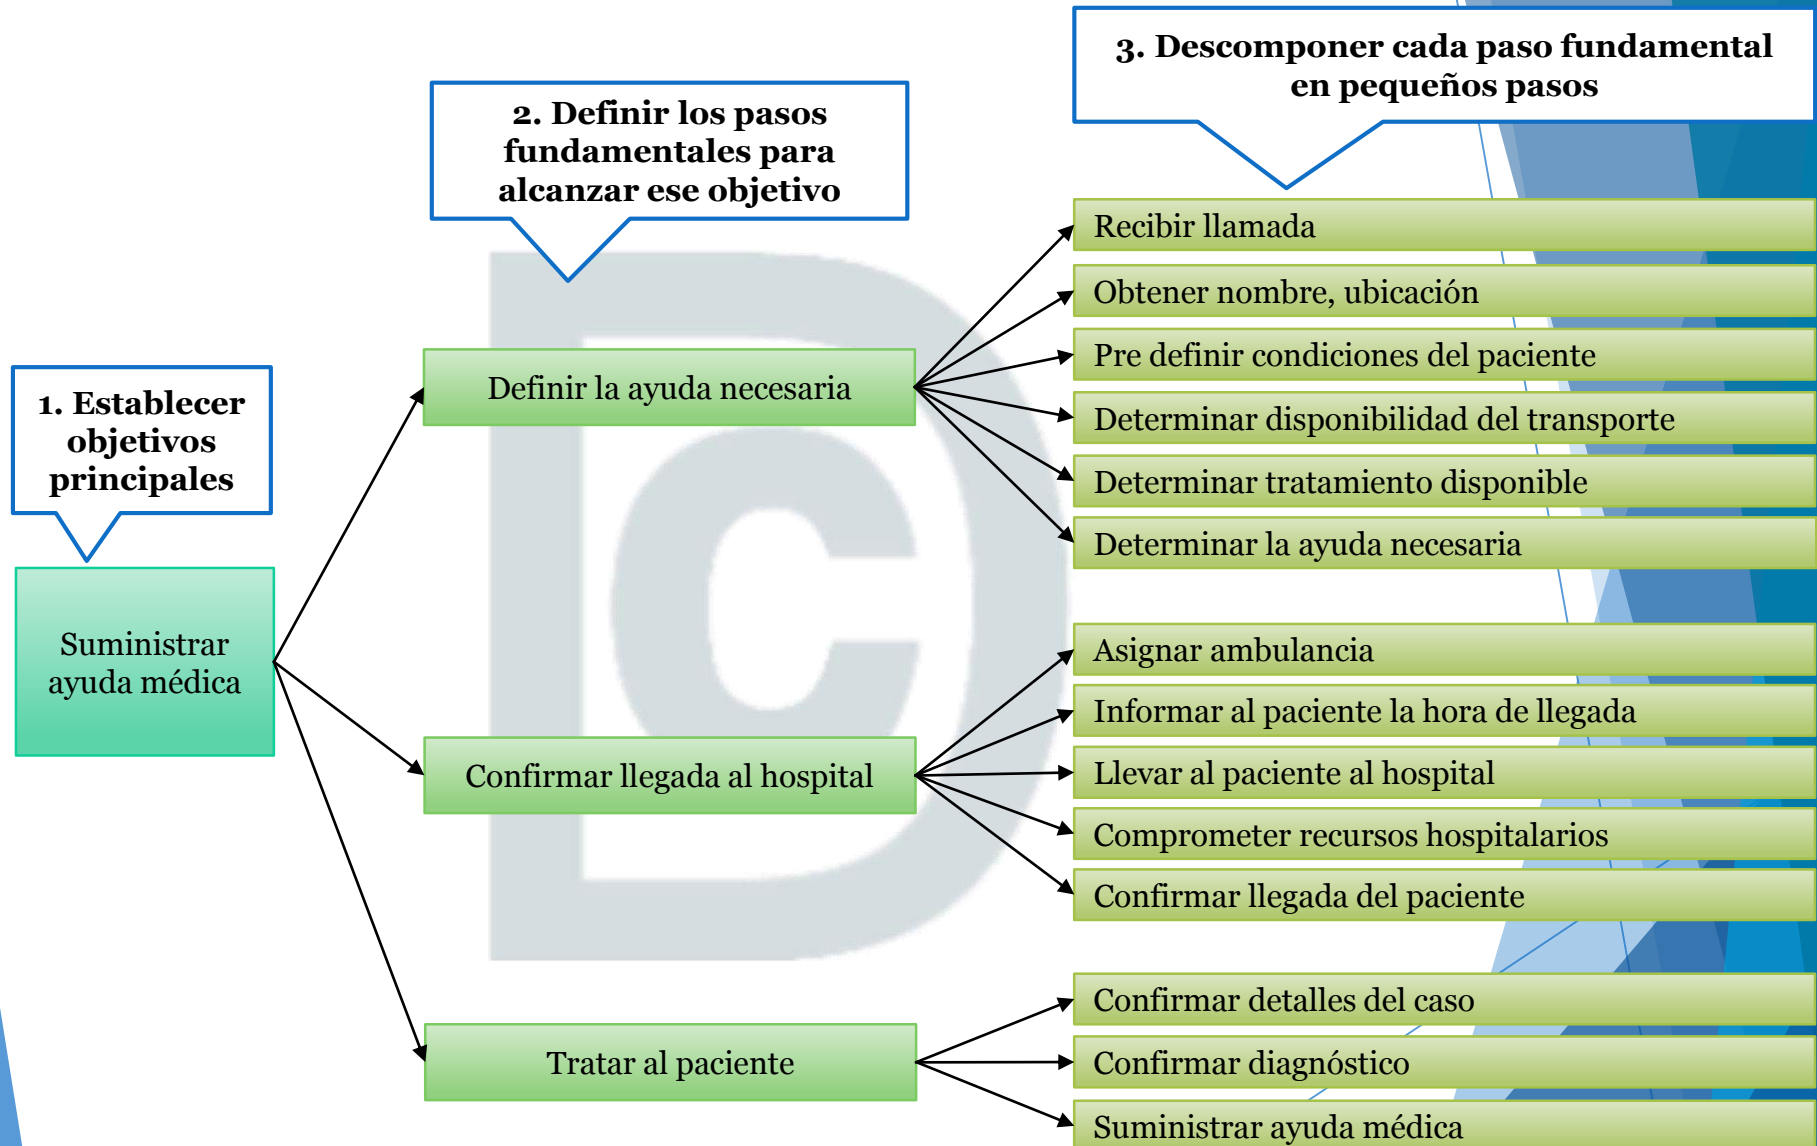 3. Descomponer cada paso fundamental
en pequeños pasos
2. Definir los pasos
fundamentales para
alcanzar ese objetivo
1. Establecer
objetivos
principales
Suministrar
ayuda médica
Definir la ayuda necesaria
Recibir llamada
Obtener nombre, ubicación
Pre definir condiciones del paciente
Determinar disponibilidad del transporte
Determinar tratamiento disponible
Determinar la ayuda necesaria
Confirmar llegada al hospital
Asignar ambulancia
Informar al paciente la hora de llegada
Llevar al paciente al hospital
Comprometer recursos hospitalarios
Confirmar llegada del paciente
Tratar al paciente
Confirmar detalles del caso
Confirmar diagnóstico
Suministrar ayuda médica